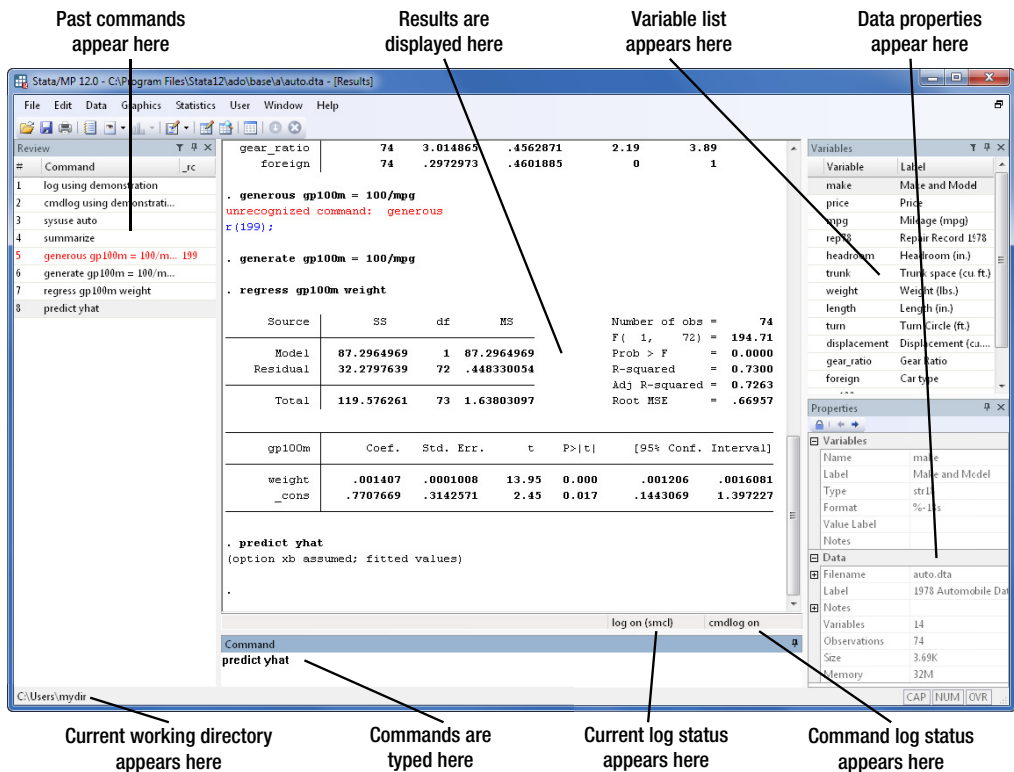 Past commands
appear here
Results are
displayed here
Variable list
appears here
Data properties
appear here
Stata/MP 12.0 - C:\Program Files\Stata12\ado\base\a\auto.dta - [Results]
File Edit Data Graphics Statistics User Window Help
Review
# Command _rc
1 log using demonstration
2 cmdlog using demonstrati...
3 sysuse auto
4 summarize
5 generous gp100m = 100/m... 199
6 generate gp100m = 100/m...
7 regress gp100m weight
8 predict yhat
gear_ratio 74 3.014865 .4562871 2.19 3.89
foreign 74 .2972973 .4601885 0 1
. generous gp100m = 100/mpg
unrecognized command: generous
r(199);
. generate gp100m = 100/mpg
. regress gp100m weight
Source SS df MS Number of obs = 74
F( 1, 72) = 194.71
Model 87.2964969 1 87.2964969 Prob > F = 0.0000
Residual 32.2797639 72 .448330054 R-squared = 0.7300
Adj R-squared = 0.7263
Total 119.576261 73 1.63803097 Root MSE = .66957
gp100m Coef. Std. Err. t P>|t| [95% Conf. Interval]
weight .001407 .0001008 13.95 0.000 .001206 .0016081
_cons .7707669 .3142571 2.45 0.017 .1443069 1.397227
. predict yhat
(option xb assumed; fitted values)
.
log on (smcl) cmdlog on
Command
predict yhat
Variables
Variable Label
make Make and Model
price Price
mpg Mileage (mpg)
rep78 Repair Record 1978
headroom Headroom (in.)
trunk Trunk space (cu. ft.)
weight Weight (lbs.)
length Length (in.)
turn Turn Circle (ft.)
displacement Displacement (cu....
gear_ratio Gear Ratio
foreign Car type
Properties
Variables
Name make
Label Make and Model
Type str18
Format %-18s
Value Label
Notes
Data
Filename auto.dta
Label 1978 Automobile Dat
Notes
Variables 14
Observations 74
Size 3.69K
Memory 32M
C:\Users\mydir
CAP NUM OVR
Current working directory
appears here
Commands are
typed here
Current log status
appears here
Command log status
appears here